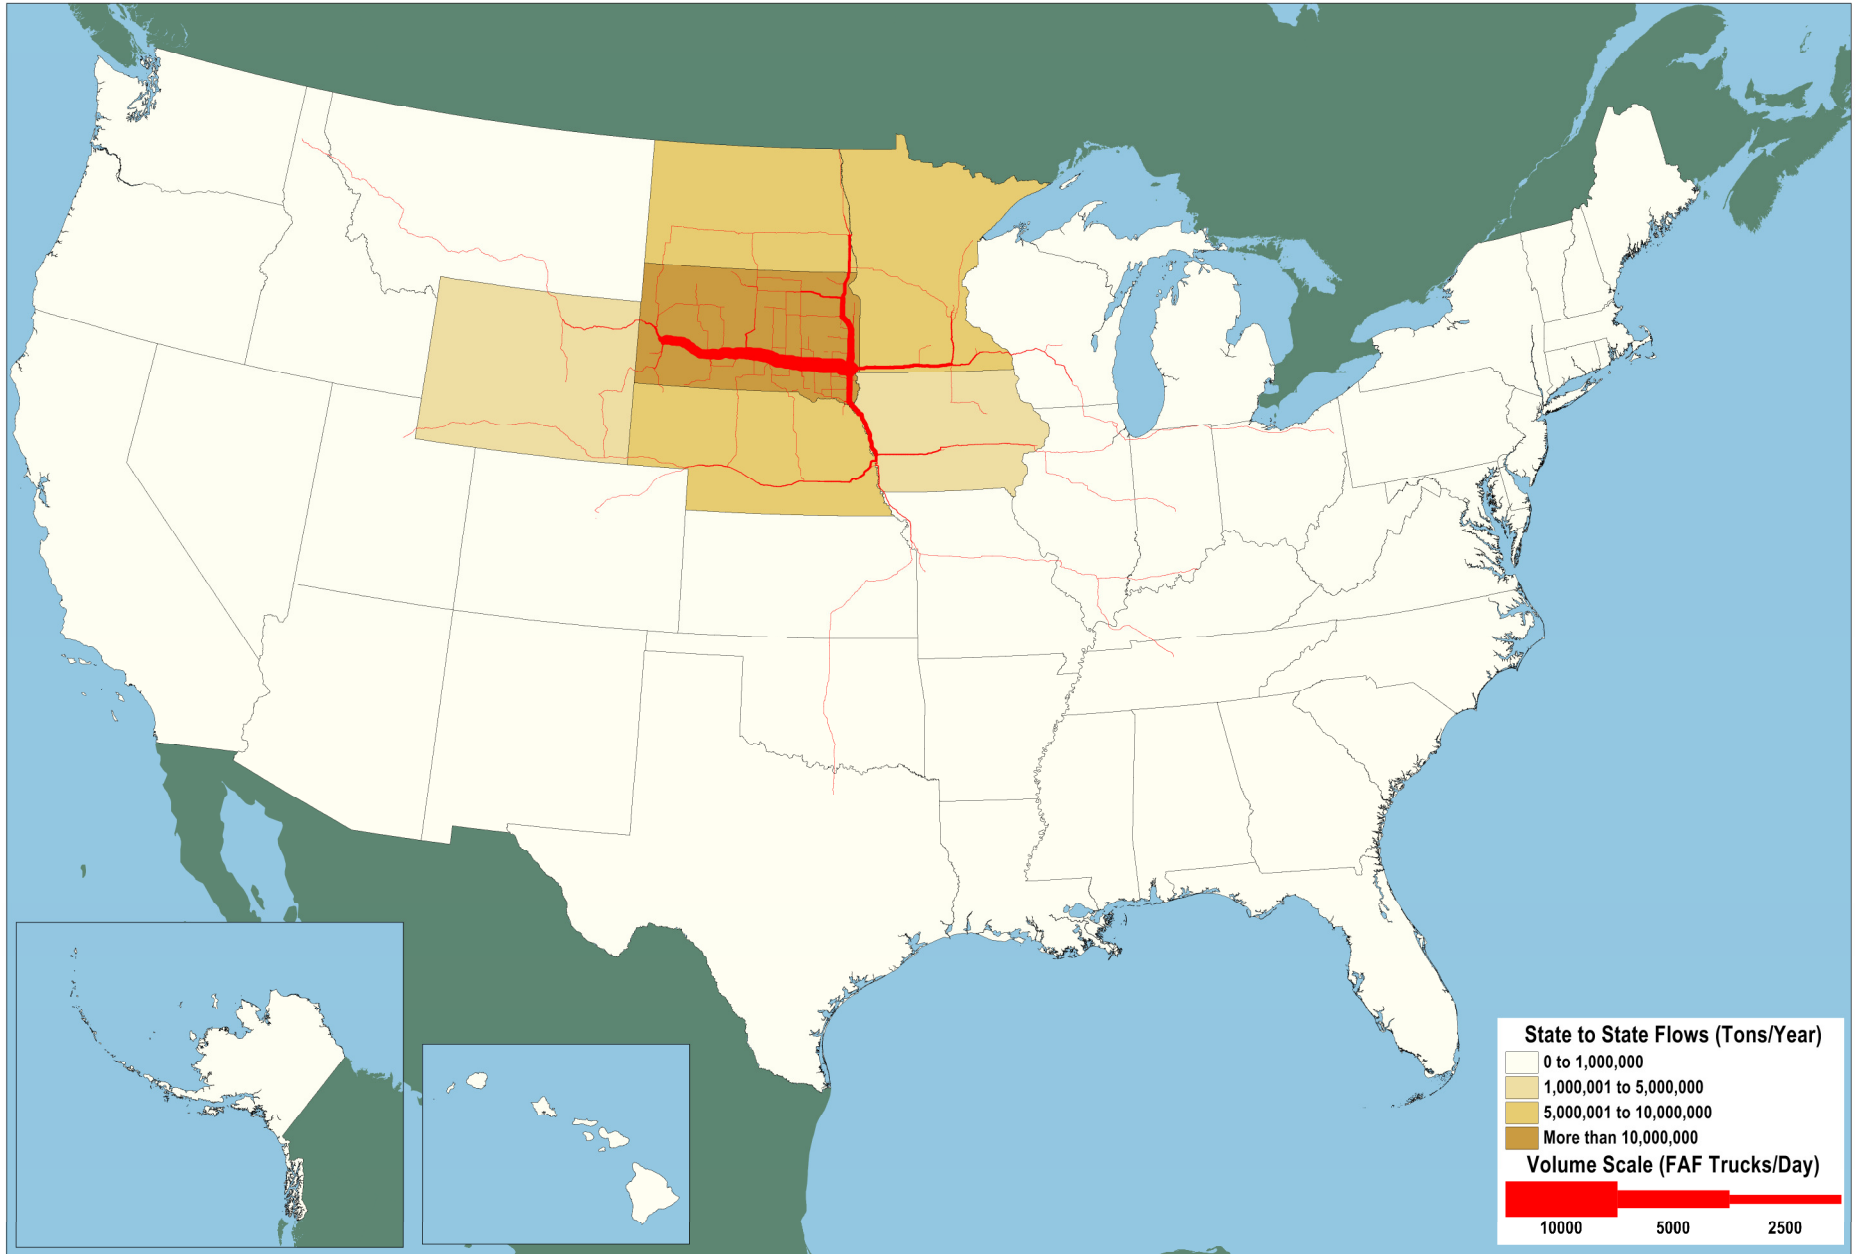 State to State Flows (Tons/Year)
0 to 1,000,000
1,000,001 to 5,000,000
5,000,001 to 10,000,000
More than 10,000,000
Volume Scale (FAF Trucks/Day)
10000 5000 2500